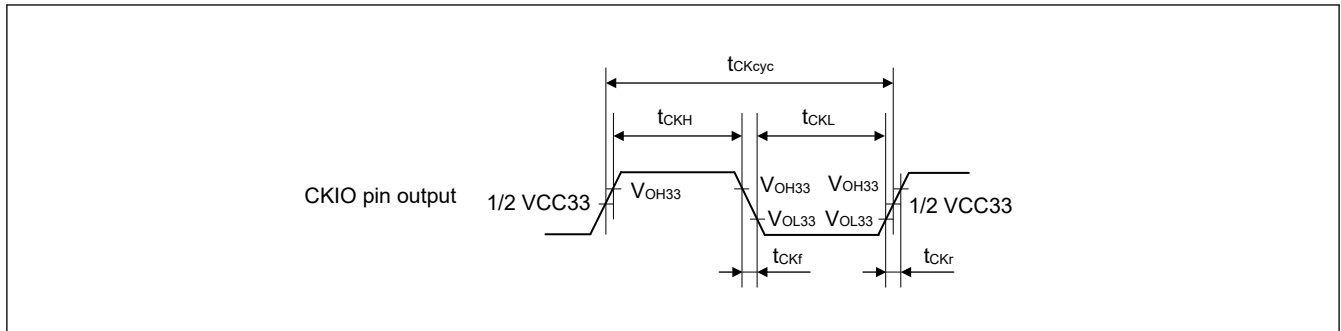 tCKcyc
tCKH
tCKL
CKIO pin output
1/2 VCC33
VOH33
VOH33
VOH33
1/2 VCC33
VOL33
VOL33
tCKf
tCKr